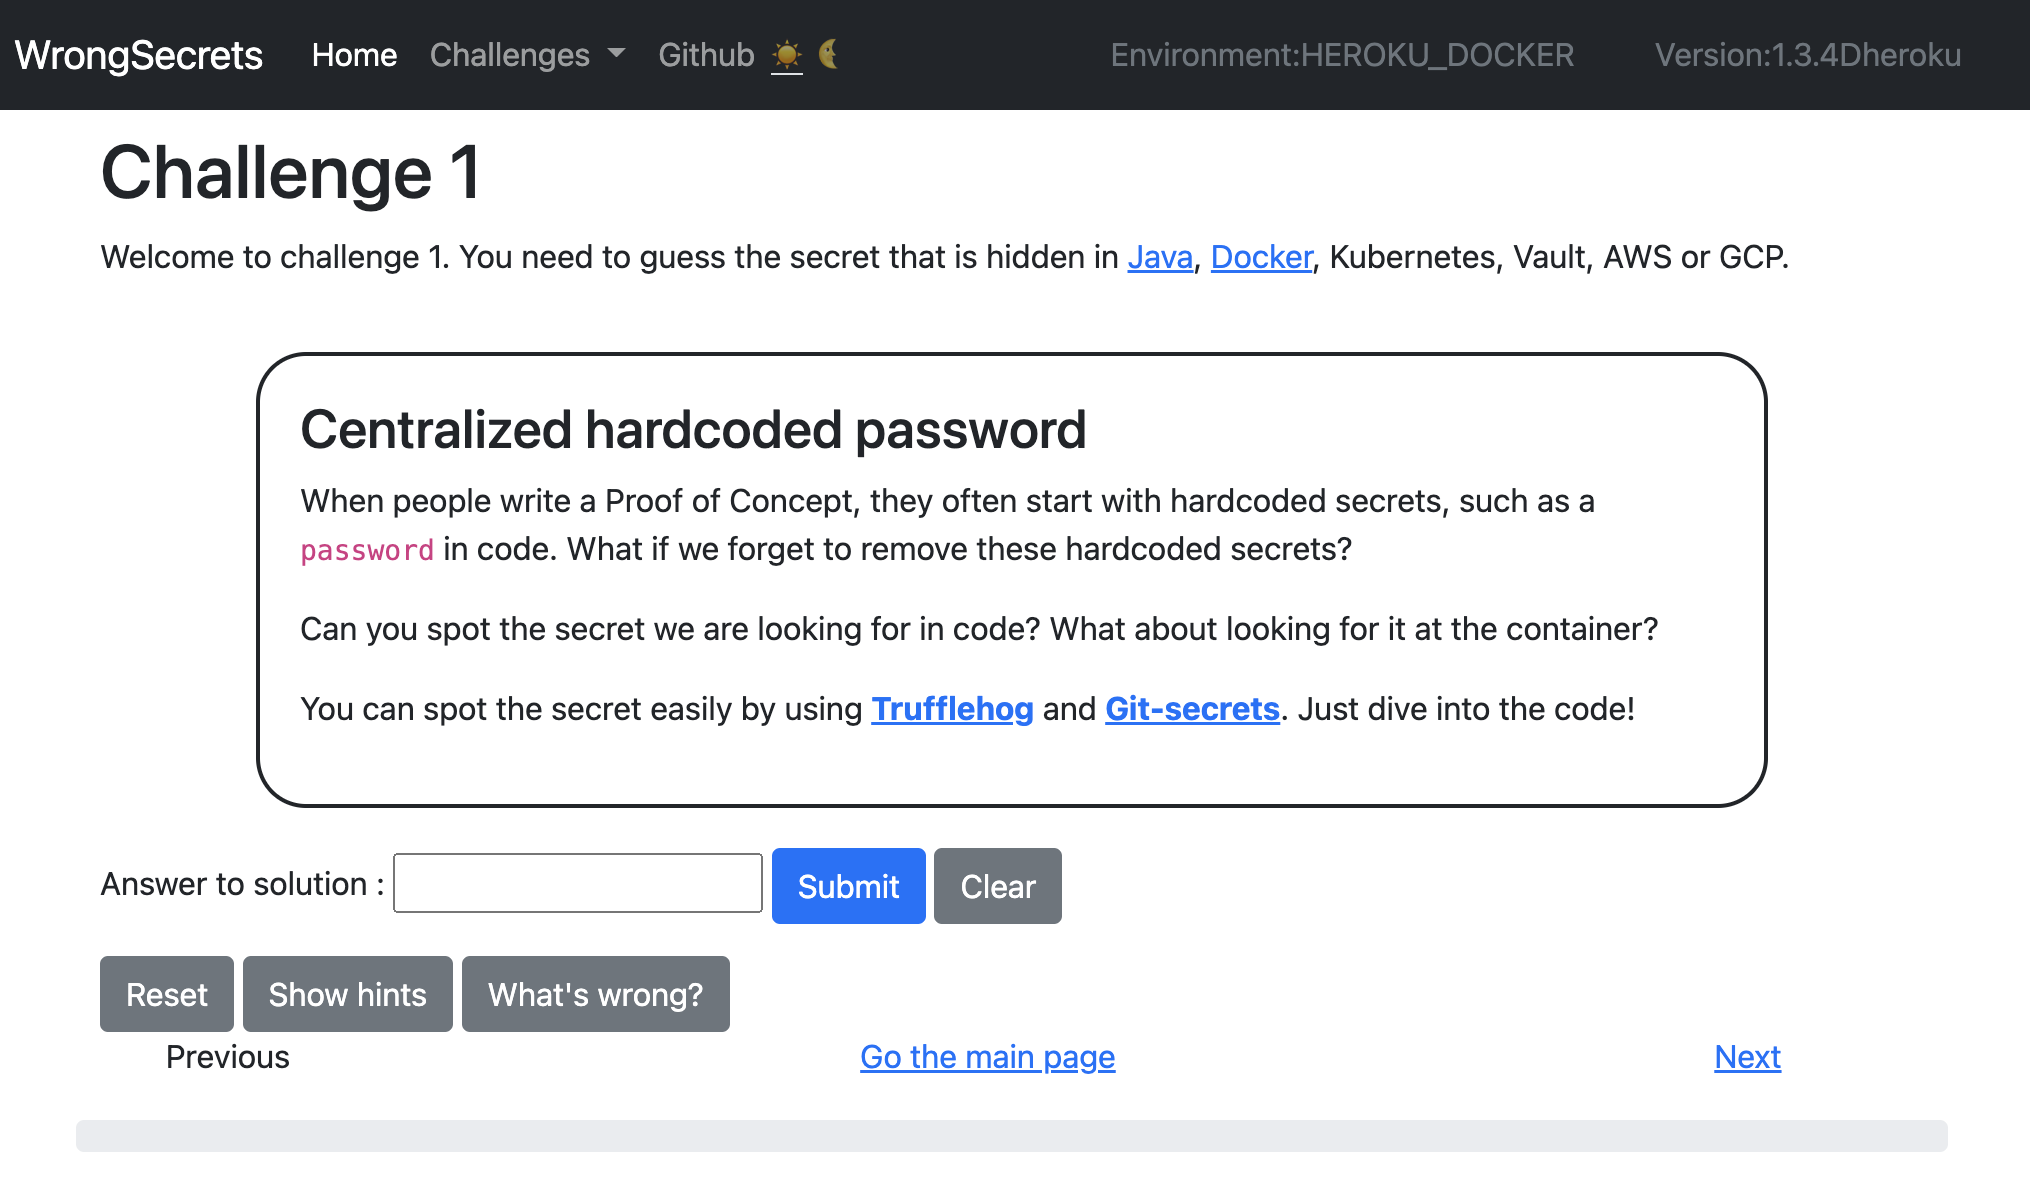 WrongSecrets Home Challenges Github Environment:HEROKU_DOCKER Version:1.3.4Dheroku
Challenge 1
Welcome to challenge 1. You need to guess the secret that is hidden in Java, Docker, Kubernetes, Vault, AWS or GCP.
Centralized hardcoded password
When people write a Proof of Concept, they often start with hardcoded secrets, such as a
password in code. What if we forget to remove these hardcoded secrets?
Can you spot the secret we are looking for in code? What about looking for it at the container?
You can spot the secret easily by using Trufflehog and Git-secrets. Just dive into the code!
Answer to solution : Submit Clear
Reset Show hints What's wrong?
Previous Go the main page Next